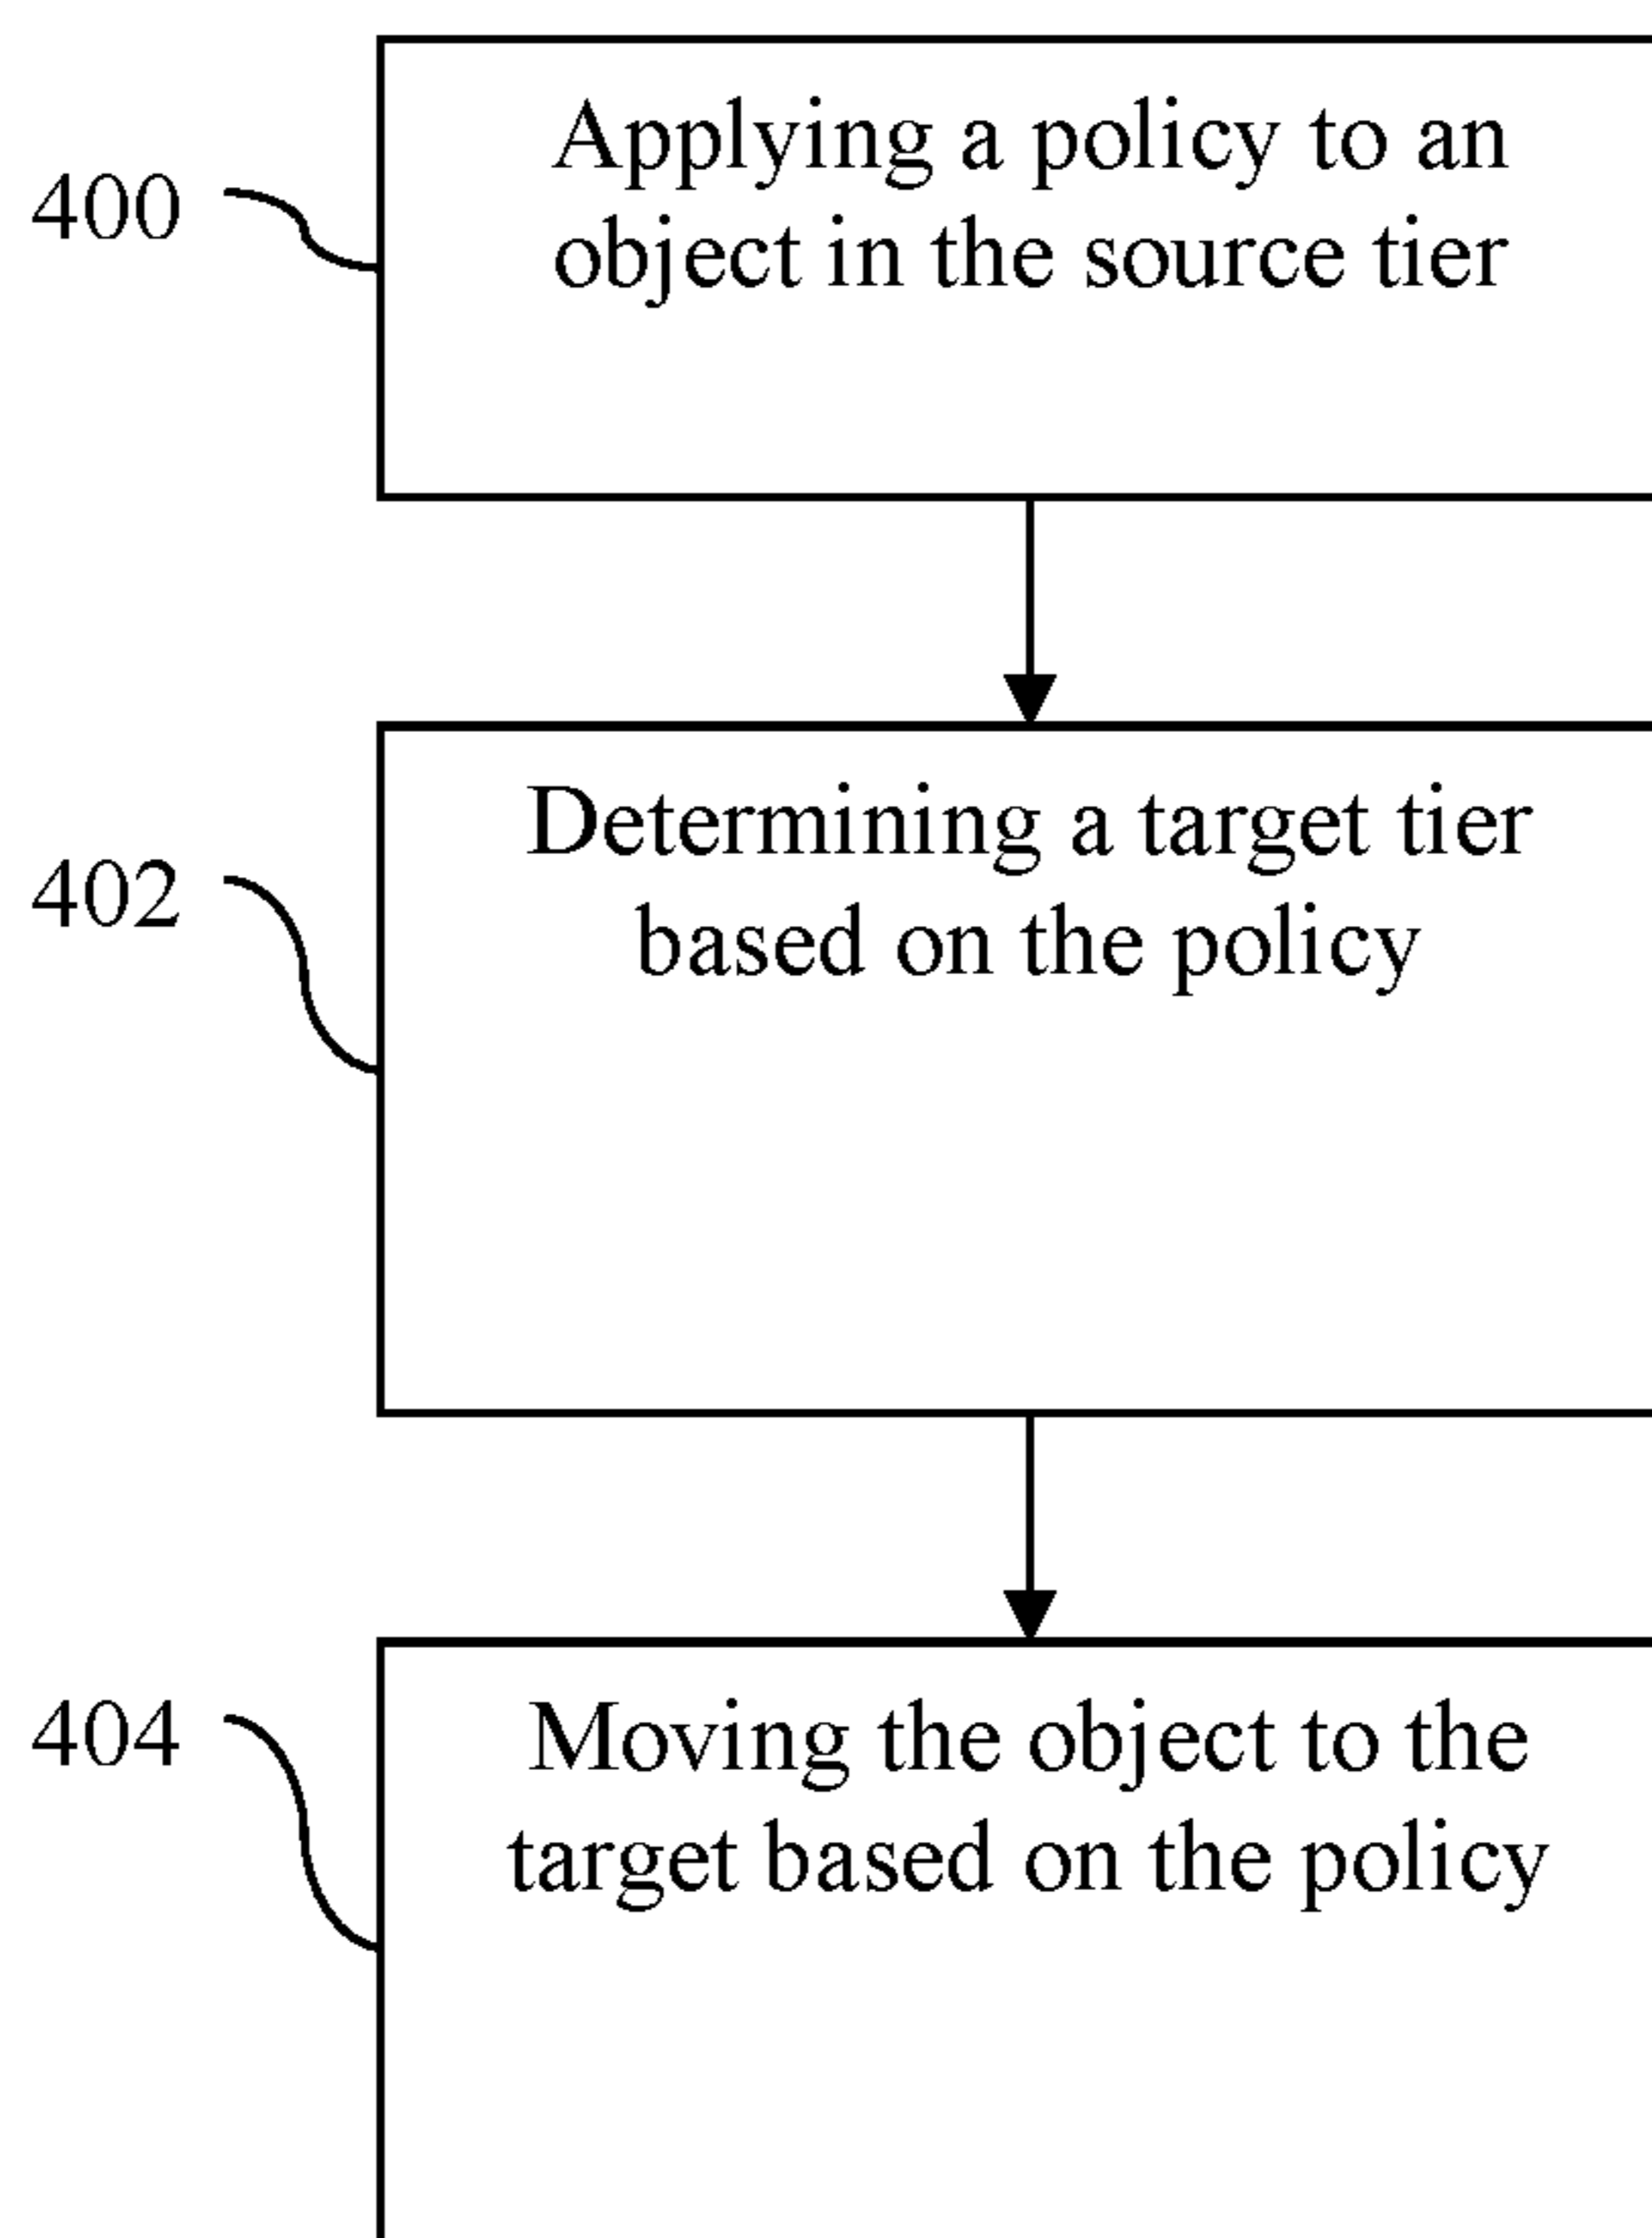 400
Applying a policy to an
object in the source tier
402
Determining a target tier
based on the policy
404
Moving the object to the
target based on the policy